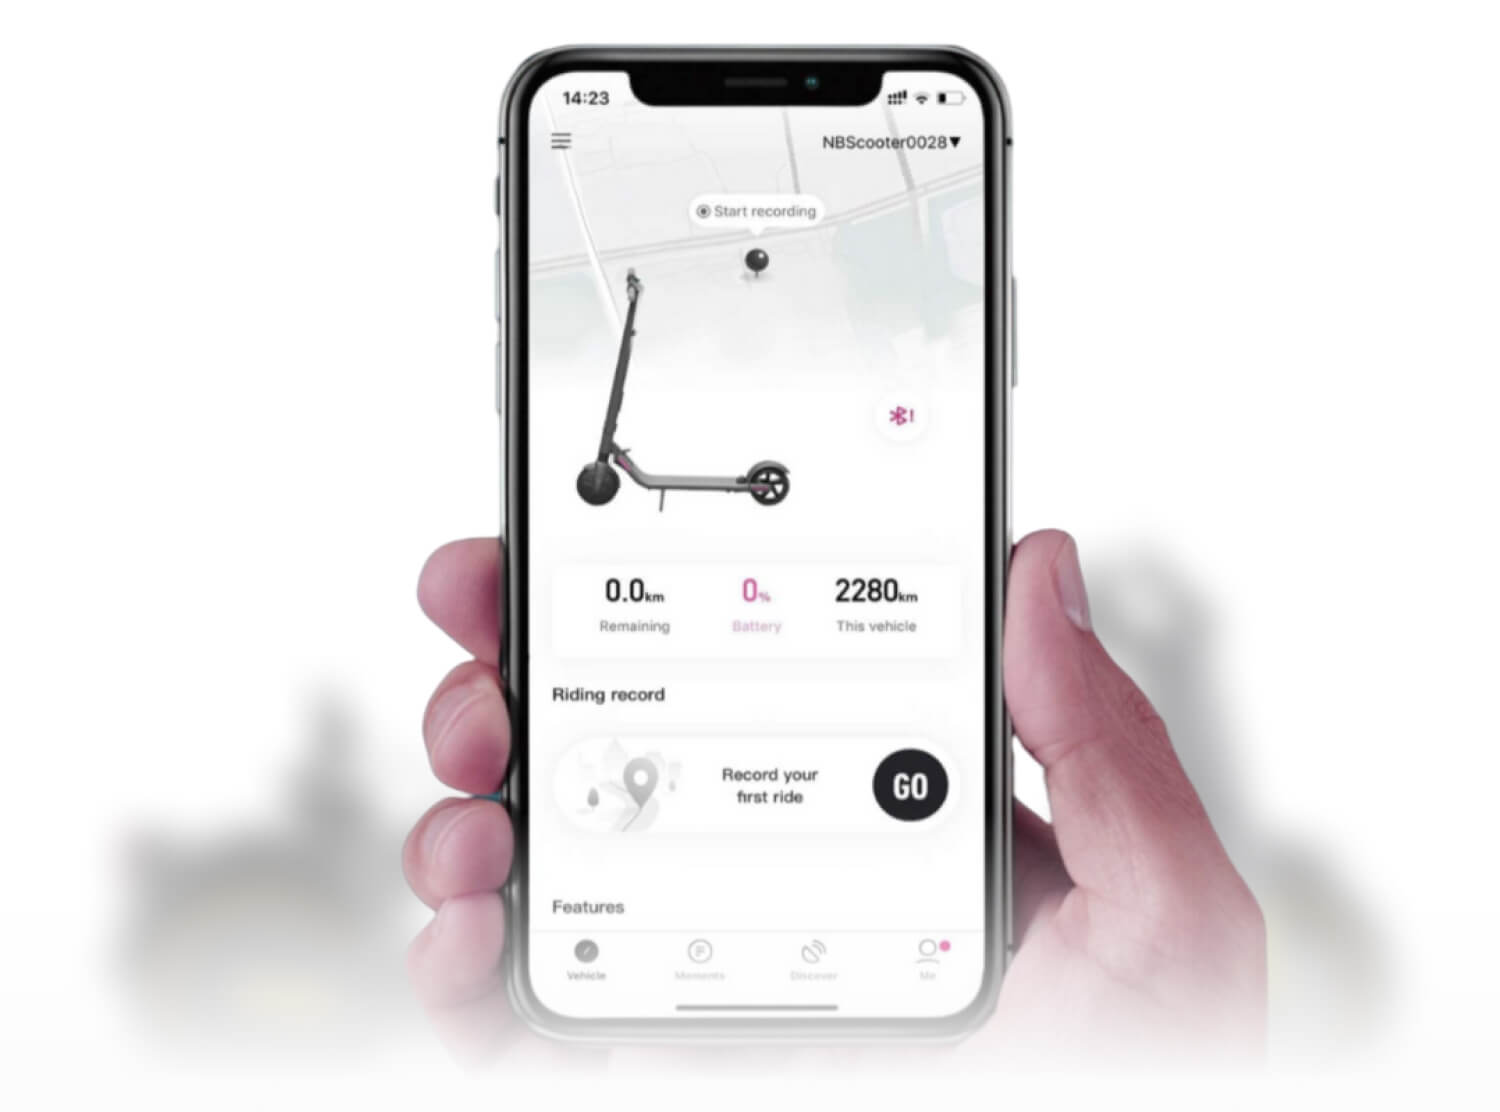 14:23
NBScooter0028▼
Start recording
0.0km
0%
2280km
Remaining
Battery
This vehicle
Riding record
Record your
first ride
GO
Features
Vehicle
Moments
Discover
Me